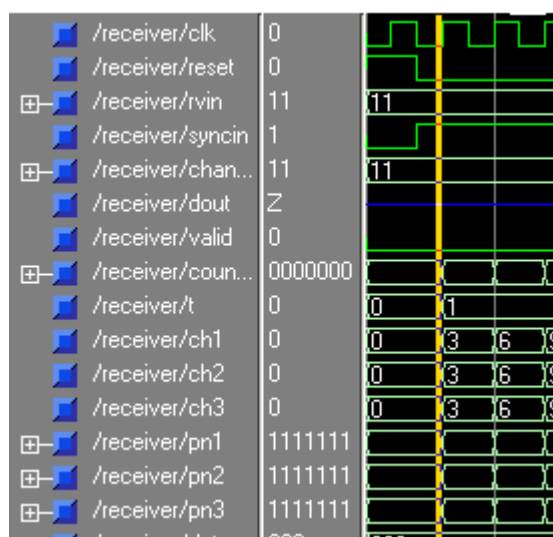 /receiver/clk 0
/receiver/reset 0
/receiver/rvin 11 11
/receiver/syncin 1
/receiver/chan... 11 11
/receiver/dout Z
/receiver/valid 0
/receiver/coun... 0000000
/receiver/t 0 0 1
/receiver/ch1 0 0 3 6
/receiver/ch2 0 0 3 6
/receiver/ch3 0 0 3 6
/receiver/pn1 1111111
/receiver/pn2 1111111
/receiver/pn3 1111111